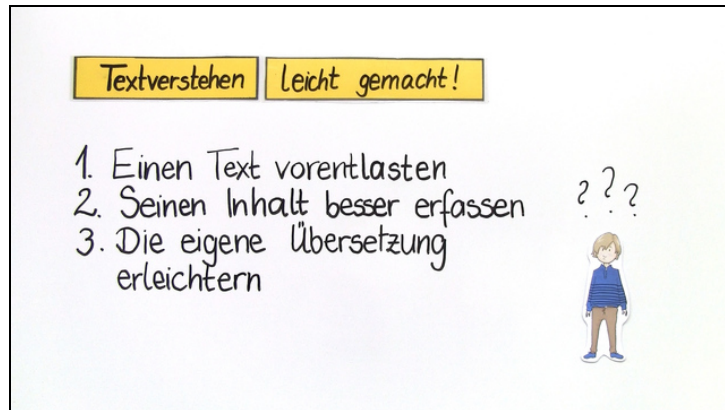 Textverstehen leicht gemacht!
1. Einen Text vorentlasten
2. Seinen Inhalt besser erfassen
3. Die eigene Übersetzung
erleichtern
? ? ?